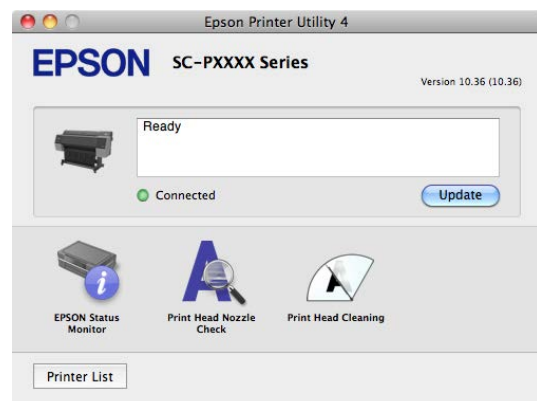 Epson Printer Utility 4
EPSON SC-PXXXX Series
Version 10.36 (10.36)
Ready
Connected
Update
EPSON Status
Monitor
Print Head Nozzle
Check
Print Head Cleaning
Printer List